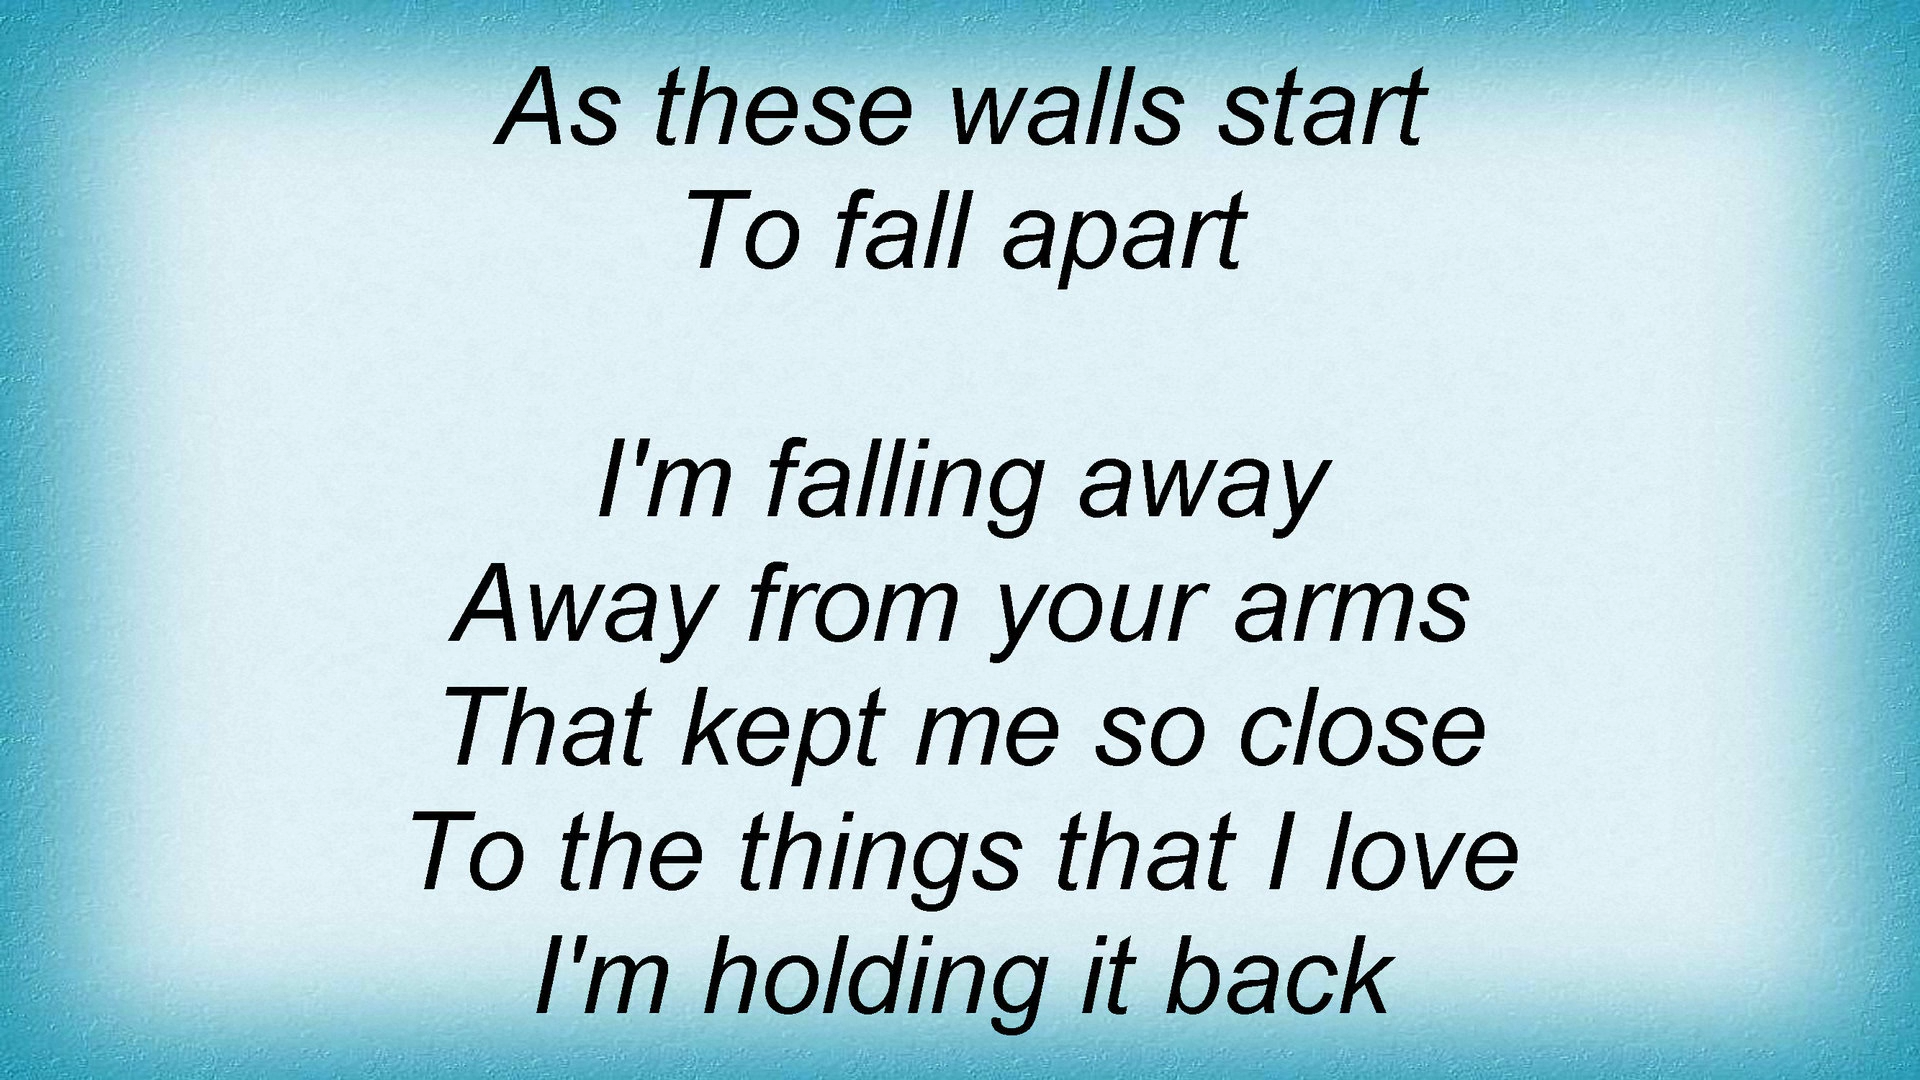 As these walls start
To fall apart
I'm falling away
Away from your arms
That kept me so close
To the things that I love
I'm holding it back